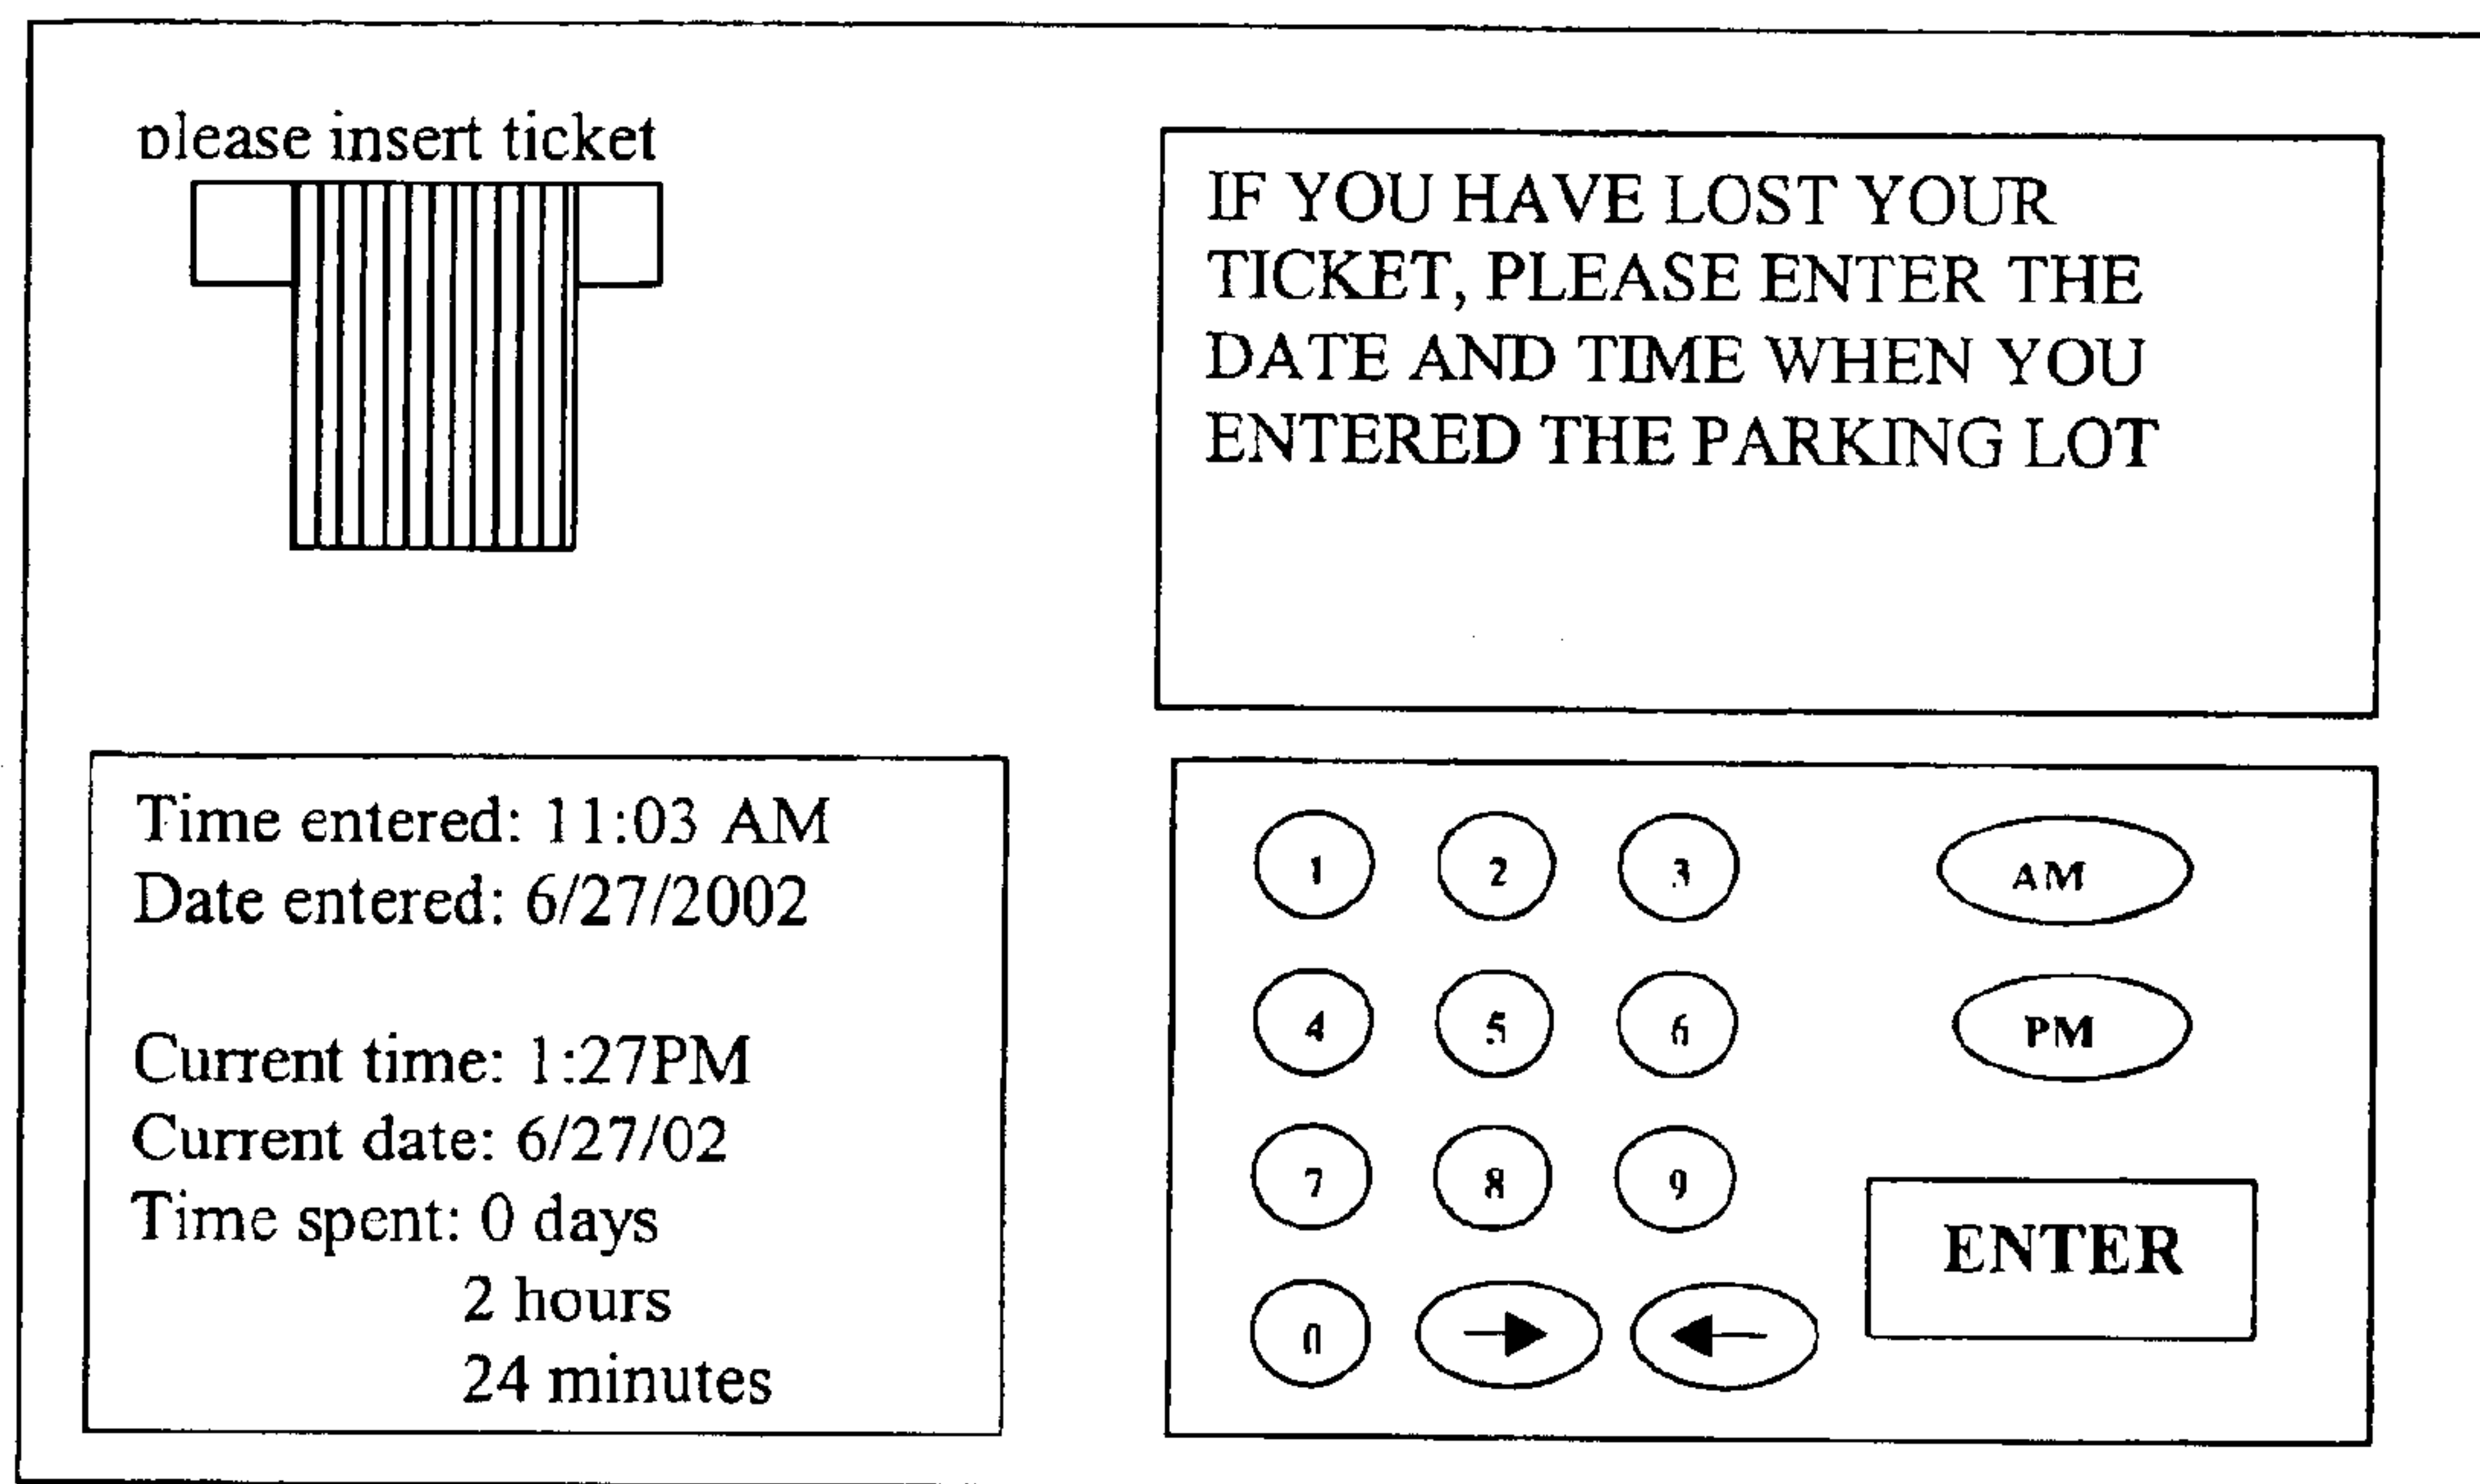 please insert ticket
IF YOU HAVE LOST YOUR
TICKET, PLEASE ENTER THE
DATE AND TIME WHEN YOU
ENTERED THE PARKING LOT
Time entered: 11:03 AM
Date entered: 6/27/2002
Current time: 1:27PM
Current date: 6/27/02
Time spent: 0 days
2 hours
24 minutes
1 2 3 AM
4 5 6 PM
7 8 9
ENTER
0